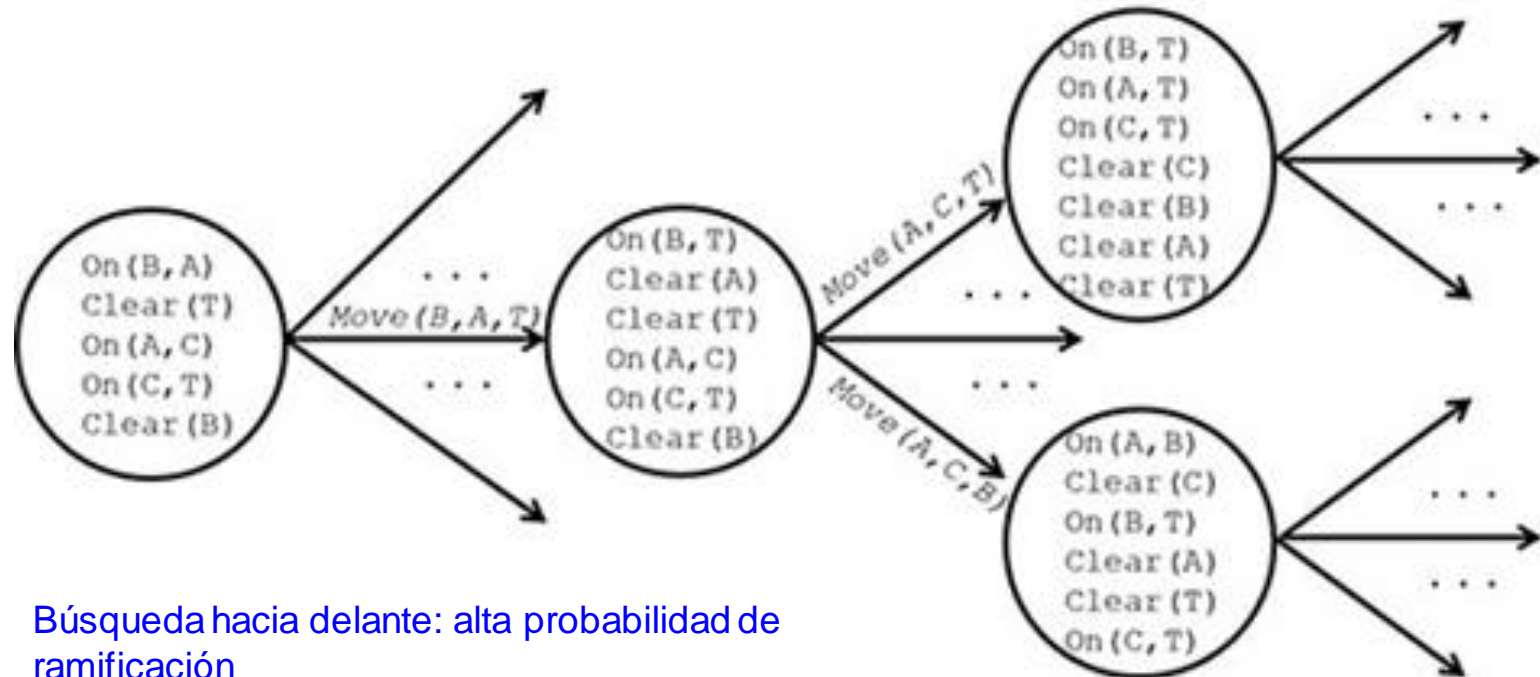 On(B,A)
Clear(T)
On(A,C)
On(C,T)
Clear(B)
. . .
Move(B,A,T)
. . .
On(B,T)
Clear(A)
Clear(T)
On(A,C)
On(C,T)
Clear(B)
Move(A,C,T)
. . .
. . .
Move(A,C,B)
On(B,T)
On(A,T)
On(C,T)
Clear(C)
Clear(B)
Clear(A)
Clear(T)
. . .
. . .
On(A,B)
Clear(C)
On(B,T)
Clear(A)
Clear(T)
On(C,T)
. . .
. . .
Búsqueda hacia delante: alta probabilidad de
ramificación